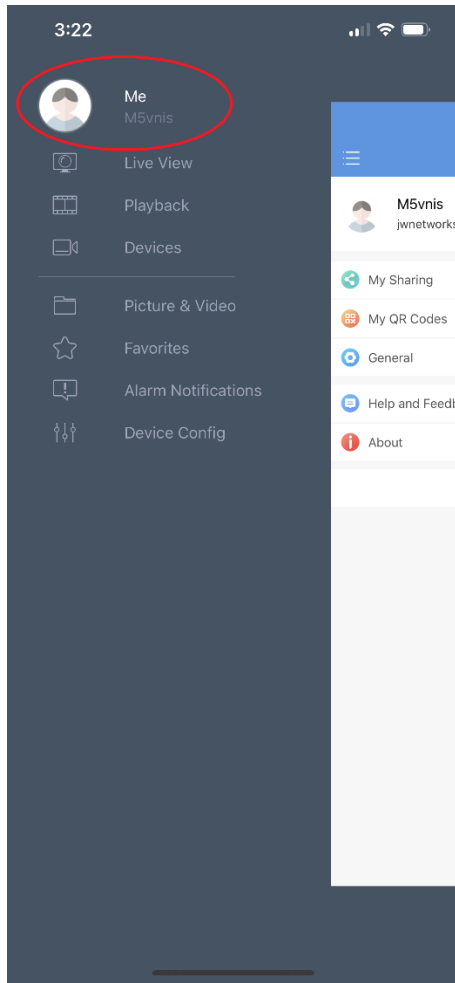 3:22
Me
M5vnis
Live View
Playback
Devices
Picture & Video
Favorites
Alarm Notifications
Device Config
M5vnis
jwnetworks
My Sharing
My QR Codes
General
Help and Feedb
About